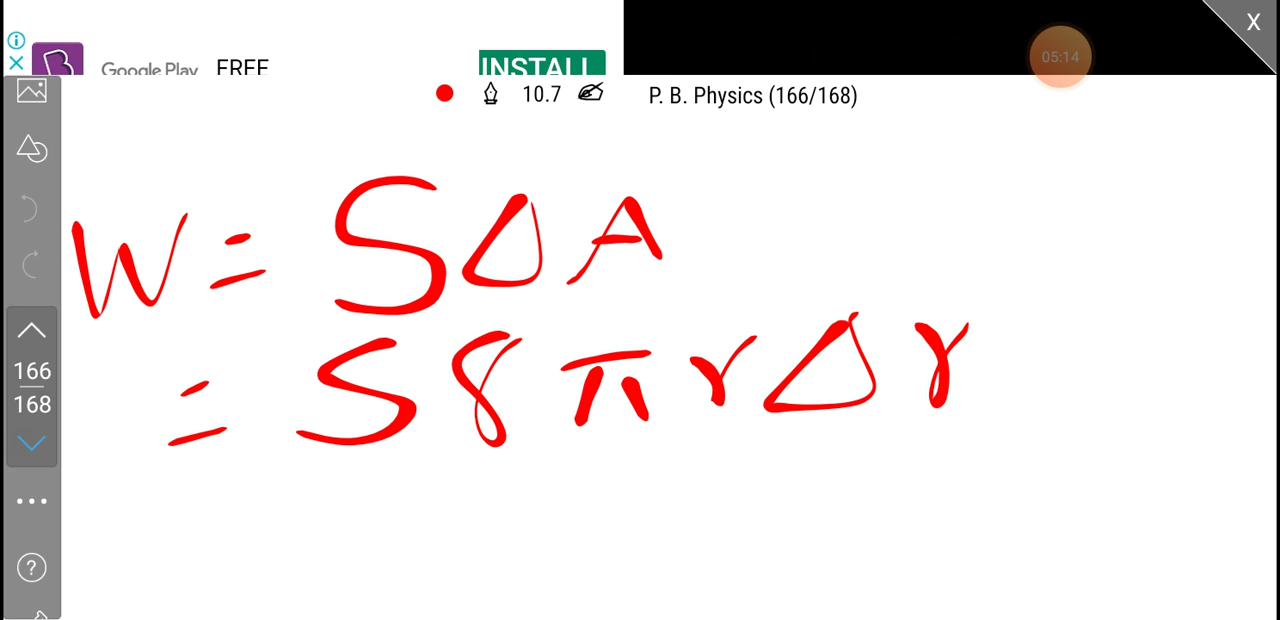 Google Play FREE INSTALL
X
05:14
10.7 P. B. Physics (166/168)
W = SΔA
= S8πrΔr
166
168
?